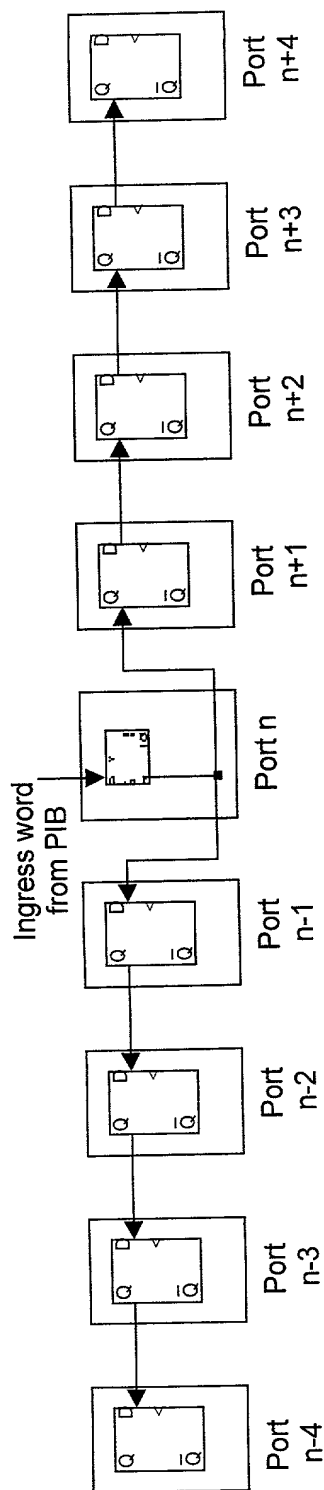 Ingress word
from PIB
Q D
Q̅
Port
n-4
Q D
Q̅
Port
n-3
Q D
Q̅
Port
n-2
Q D
Q̅
Port
n-1
Port n
Q D
Q̅
Port
n+1
Q D
Q̅
Port
n+2
Q D
Q̅
Port
n+3
Q D
Q̅
Port
n+4